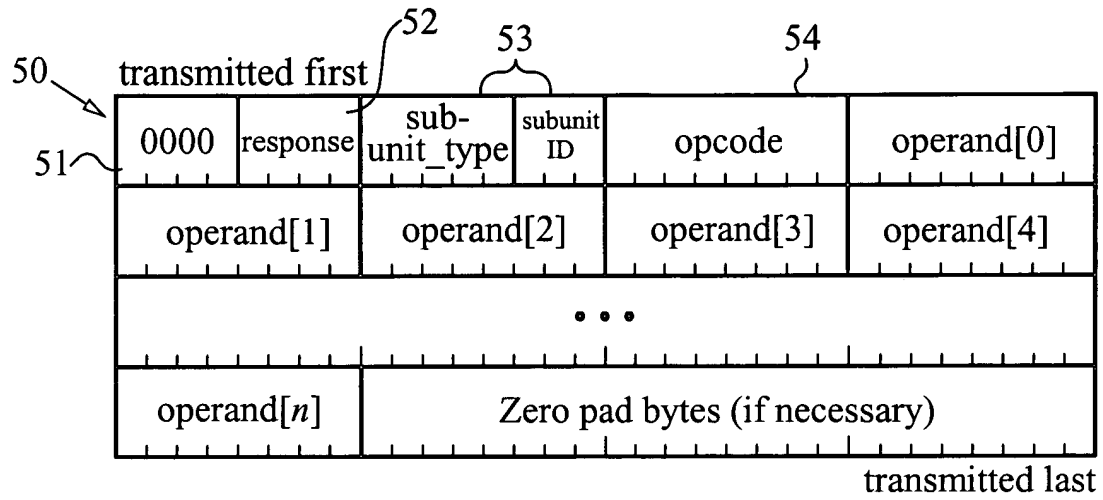 52
53
54
50
transmitted first
51
0000
response
sub-
unit_type
subunit
ID
opcode
operand[0]
operand[1]
operand[2]
operand[3]
operand[4]
operand[n]
Zero pad bytes (if necessary)
transmitted last